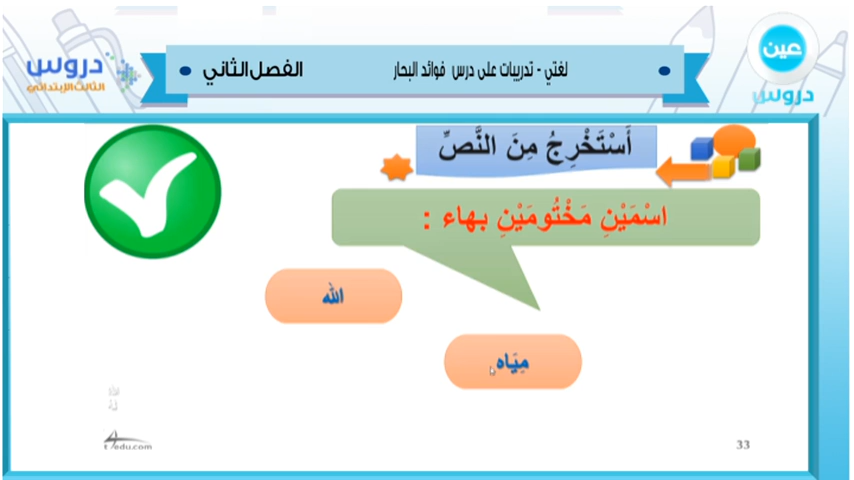 عين
دروس
دروس
الثالث الإبتدائي
لغتي - تدريبات على درس فوائد البحار
الفصل الثاني
أَسْتَخْرِجُ مِنَ النَّصِّ
اسْمَيْنِ مَخْتُومَيْنِ بهاء :
الله
مِيَاه
33